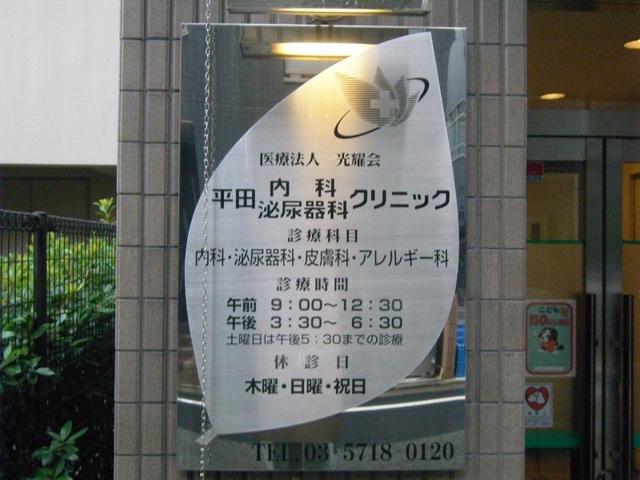 医療法人　光耀会
平田 内科 泌尿器科 クリニック
診療科目
内科・泌尿器科・皮膚科・アレルギー科
診療時間
午前 9:00～12:30
午後 3:30～ 6:30
土曜日は午後5:30までの診療
休診日
木曜・日曜・祝日
TEL. 03-5718-0120
こども